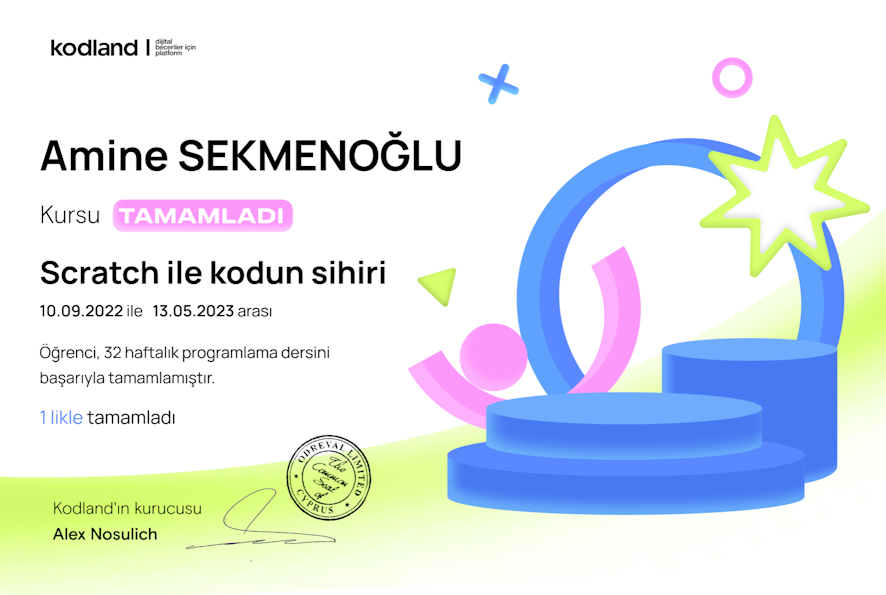 kodland | dijital
beceriler için
platform
Amine SEKMENOĞLU
Kursu TAMAMLADI
Scratch ile kodun sihiri
10.09.2022 ile 13.05.2023 arası
Öğrenci, 32 haftalık programlama dersini
başarıyla tamamlamıştır.
1 likle tamamladı
ODREVAL LIMITED
The
Common
Seal
of
CYPRUS
Kodland'ın kurucusu
Alex Nosulich